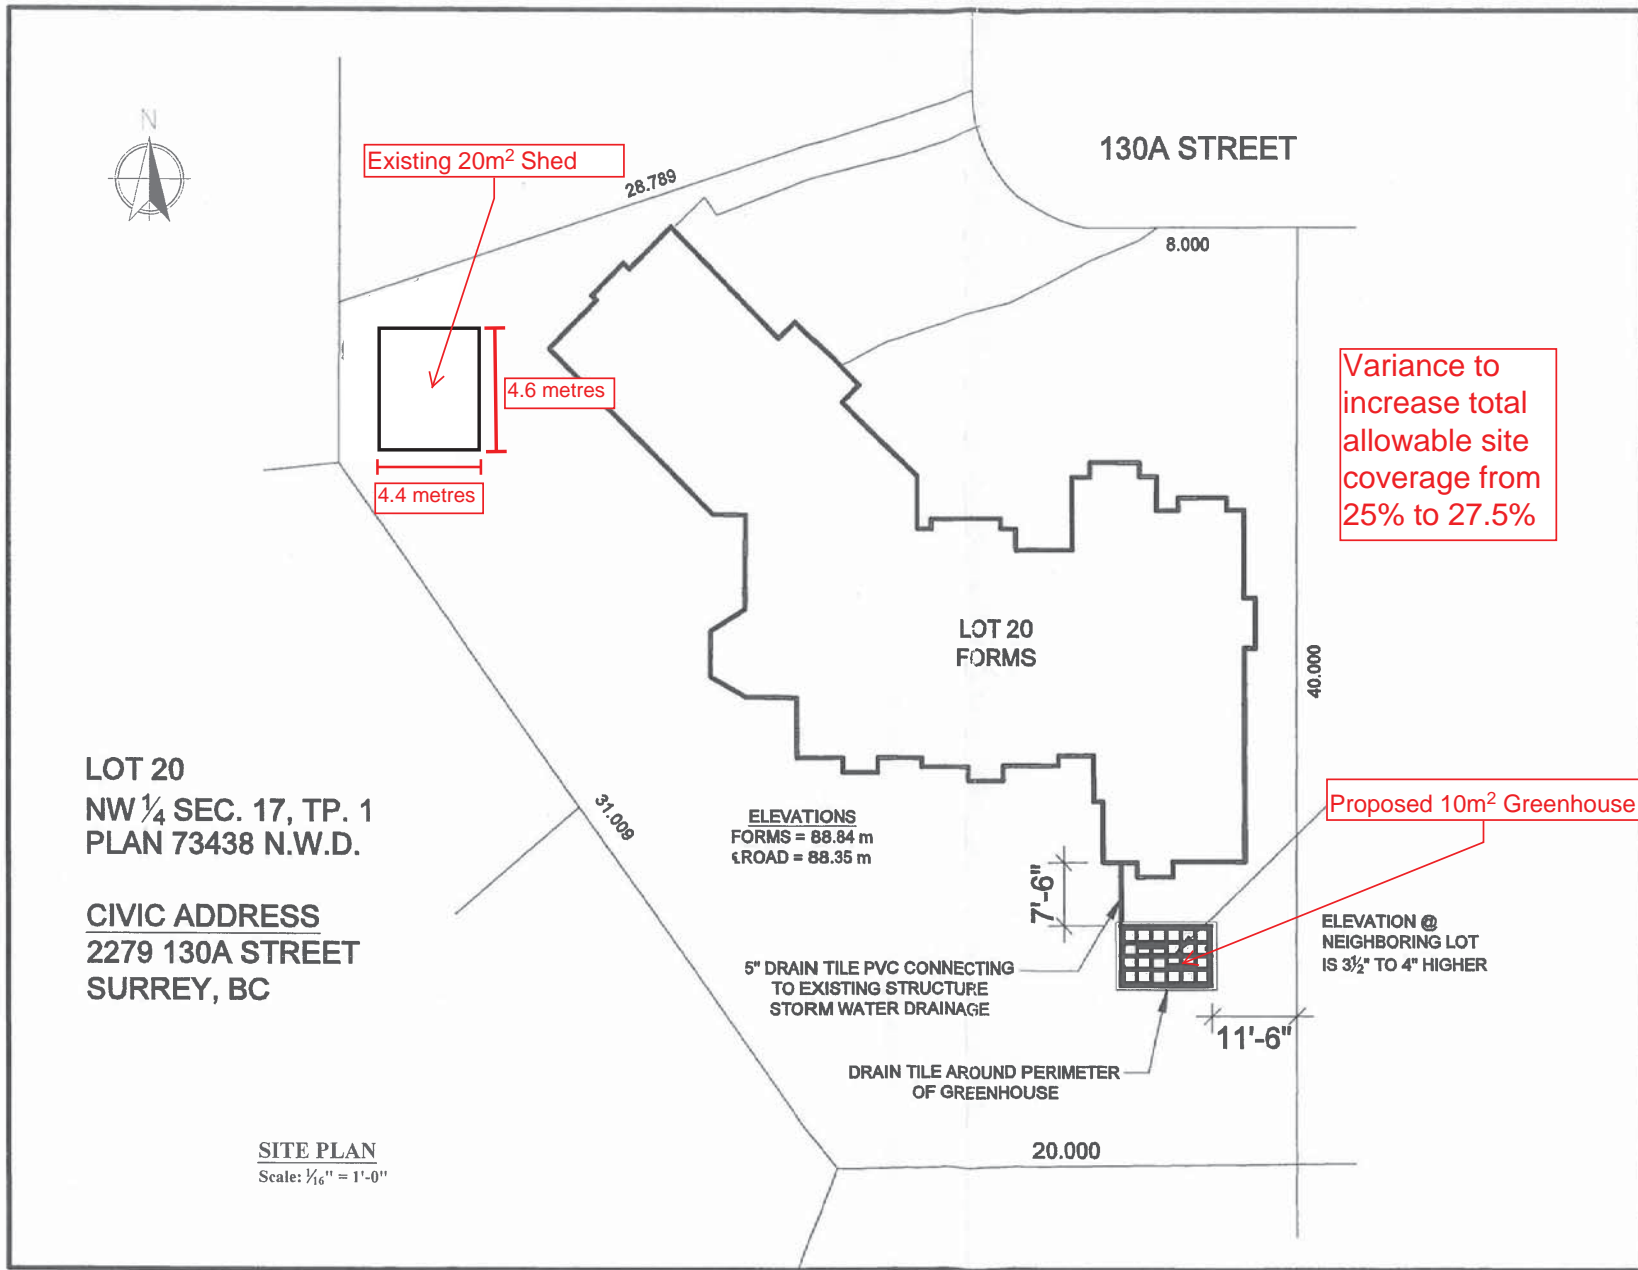 N
Existing 20m² Shed
28.789
130A STREET
8.000
4.6 metres
4.4 metres
Variance to
increase total
allowable site
coverage from
25% to 27.5%
LOT 20
FORMS
40.000
LOT 20
NW ¼ SEC. 17, TP. 1
PLAN 73438 N.W.D.
CIVIC ADDRESS
2279 130A STREET
SURREY, BC
31.009
ELEVATIONS
FORMS = 88.84 m
℄ROAD = 88.35 m
Proposed 10m² Greenhouse
7'-6"
ELEVATION @
NEIGHBORING LOT
IS 3½" TO 4" HIGHER
5" DRAIN TILE PVC CONNECTING
TO EXISTING STRUCTURE
STORM WATER DRAINAGE
11'-6"
DRAIN TILE AROUND PERIMETER
OF GREENHOUSE
20.000
SITE PLAN
Scale: 1/16" = 1'-0"